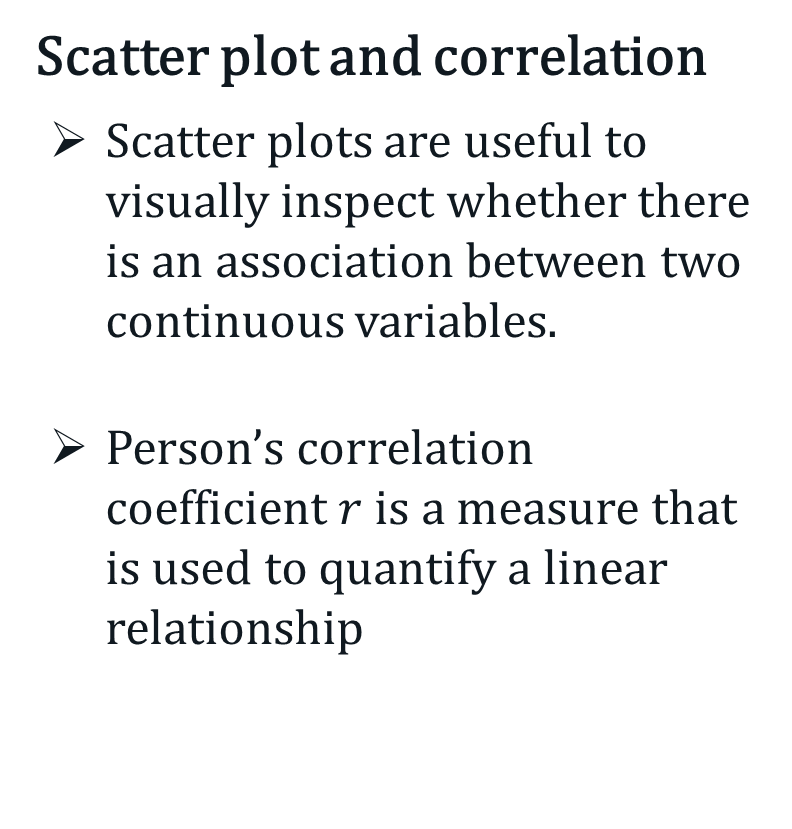 Scatter plot and correlation
➢ Scatter plots are useful to
visually inspect whether there
is an association between two
continuous variables.
➢ Person’s correlation
coefficient r is a measure that
is used to quantify a linear
relationship